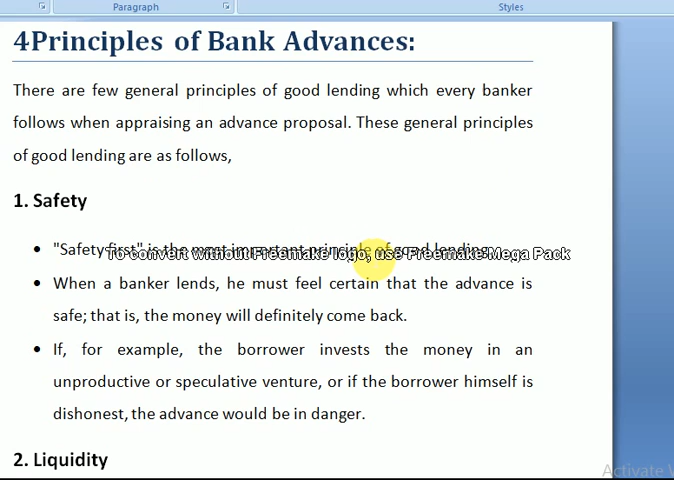 Paragraph
Styles
4Principles of Bank Advances:
There are few general principles of good lending which every banker
follows when appraising an advance proposal. These general principles
of good lending are as follows,
1. Safety
• "Safety first" is the most important principle of good lending.
To convert without Freemake logo, use Freemake Mega Pack
• When a banker lends, he must feel certain that the advance is
safe; that is, the money will definitely come back.
• If, for example, the borrower invests the money in an
unproductive or speculative venture, or if the borrower himself is
dishonest, the advance would be in danger.
2. Liquidity
Activate